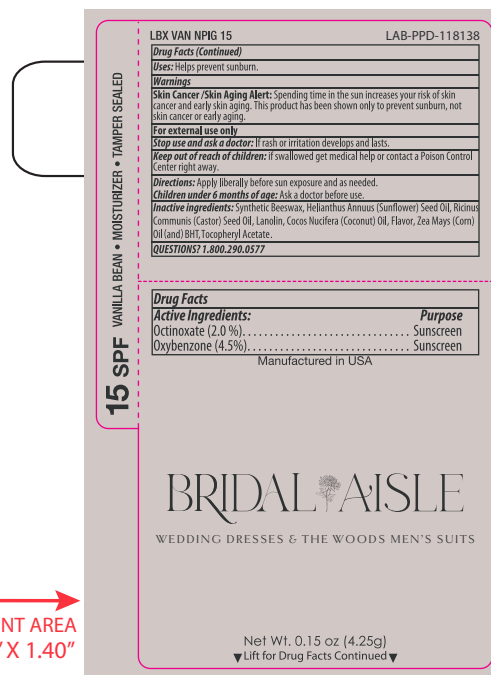 LBX VAN NPIG 15 LAB-PPD-118138
Drug Facts (Continued)
Uses: Helps prevent sunburn.
Warnings
Skin Cancer /Skin Aging Alert: Spending time in the sun increases your risk of skin
cancer and early skin aging. This product has been shown only to prevent sunburn, not
skin cancer or early aging.
For external use only
Stop use and ask a doctor: If rash or irritation develops and lasts.
Keep out of reach of children: if swallowed get medical help or contact a Poison Control
Center right away.
Directions: Apply liberally before sun exposure and as needed.
Children under 6 months of age: Ask a doctor before use.
Inactive ingredients: Synthetic Beeswax, Helianthus Annuus (Sunflower) Seed Oil, Ricinus
Communis (Castor) Seed Oil, Lanolin, Cocos Nucifera (Coconut) Oil, Flavor, Zea Mays (Corn)
Oil (and) BHT, Tocopheryl Acetate.
QUESTIONS? 1.800.290.0577
15 SPF VANILLA BEAN • MOISTURIZER • TAMPER SEALED
Drug Facts
Active Ingredients: Purpose
Octinoxate (2.0 %)............................ Sunscreen
Oxybenzone (4.5%)........................... Sunscreen
Manufactured in USA
BRIDAL AISLE
WEDDING DRESSES & THE WOODS MEN'S SUITS
NT AREA
X 1.40"
Net Wt. 0.15 oz (4.25g)
▼Lift for Drug Facts Continued▼